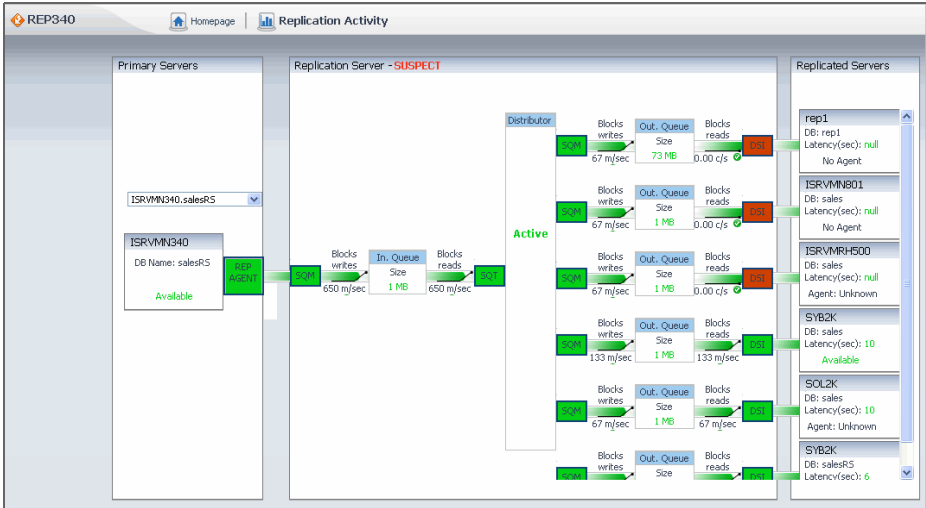 REP340 Homepage Replication Activity
Primary Servers
ISRVMN340.salesRS
ISRVMN340
DB Name: salesRS
Available
REP AGENT
Replication Server - SUSPECT
SQM
Blocks writes
650 m/sec
In. Queue
Size
1 MB
Blocks reads
650 m/sec
SQT
Distributor
Active
SQM
Blocks writes
67 m/sec
Out. Queue
Size
73 MB
Blocks reads
0.00 c/s
DSI
SQM
Blocks writes
67 m/sec
Out. Queue
Size
1 MB
Blocks reads
0.00 c/s
DSI
SQM
Blocks writes
67 m/sec
Out. Queue
Size
1 MB
Blocks reads
0.00 c/s
DSI
SQM
Blocks writes
133 m/sec
Out. Queue
Size
1 MB
Blocks reads
133 m/sec
DSI
SQM
Blocks writes
67 m/sec
Out. Queue
Size
1 MB
Blocks reads
67 m/sec
DSI
SQM
Blocks writes
Out. Queue
Size
Blocks reads
DSI
Replicated Servers
rep1
DB: rep1
Latency(sec): null
No Agent
ISRVMN801
DB: sales
Latency(sec): null
No Agent
ISRVMRH500
DB: sales
Latency(sec): null
Agent: Unknown
SYB2K
DB: sales
Latency(sec): 10
Available
SOL2K
DB: sales
Latency(sec): 10
Agent: Unknown
SYB2K
DB: salesRS
Latency(sec): 6